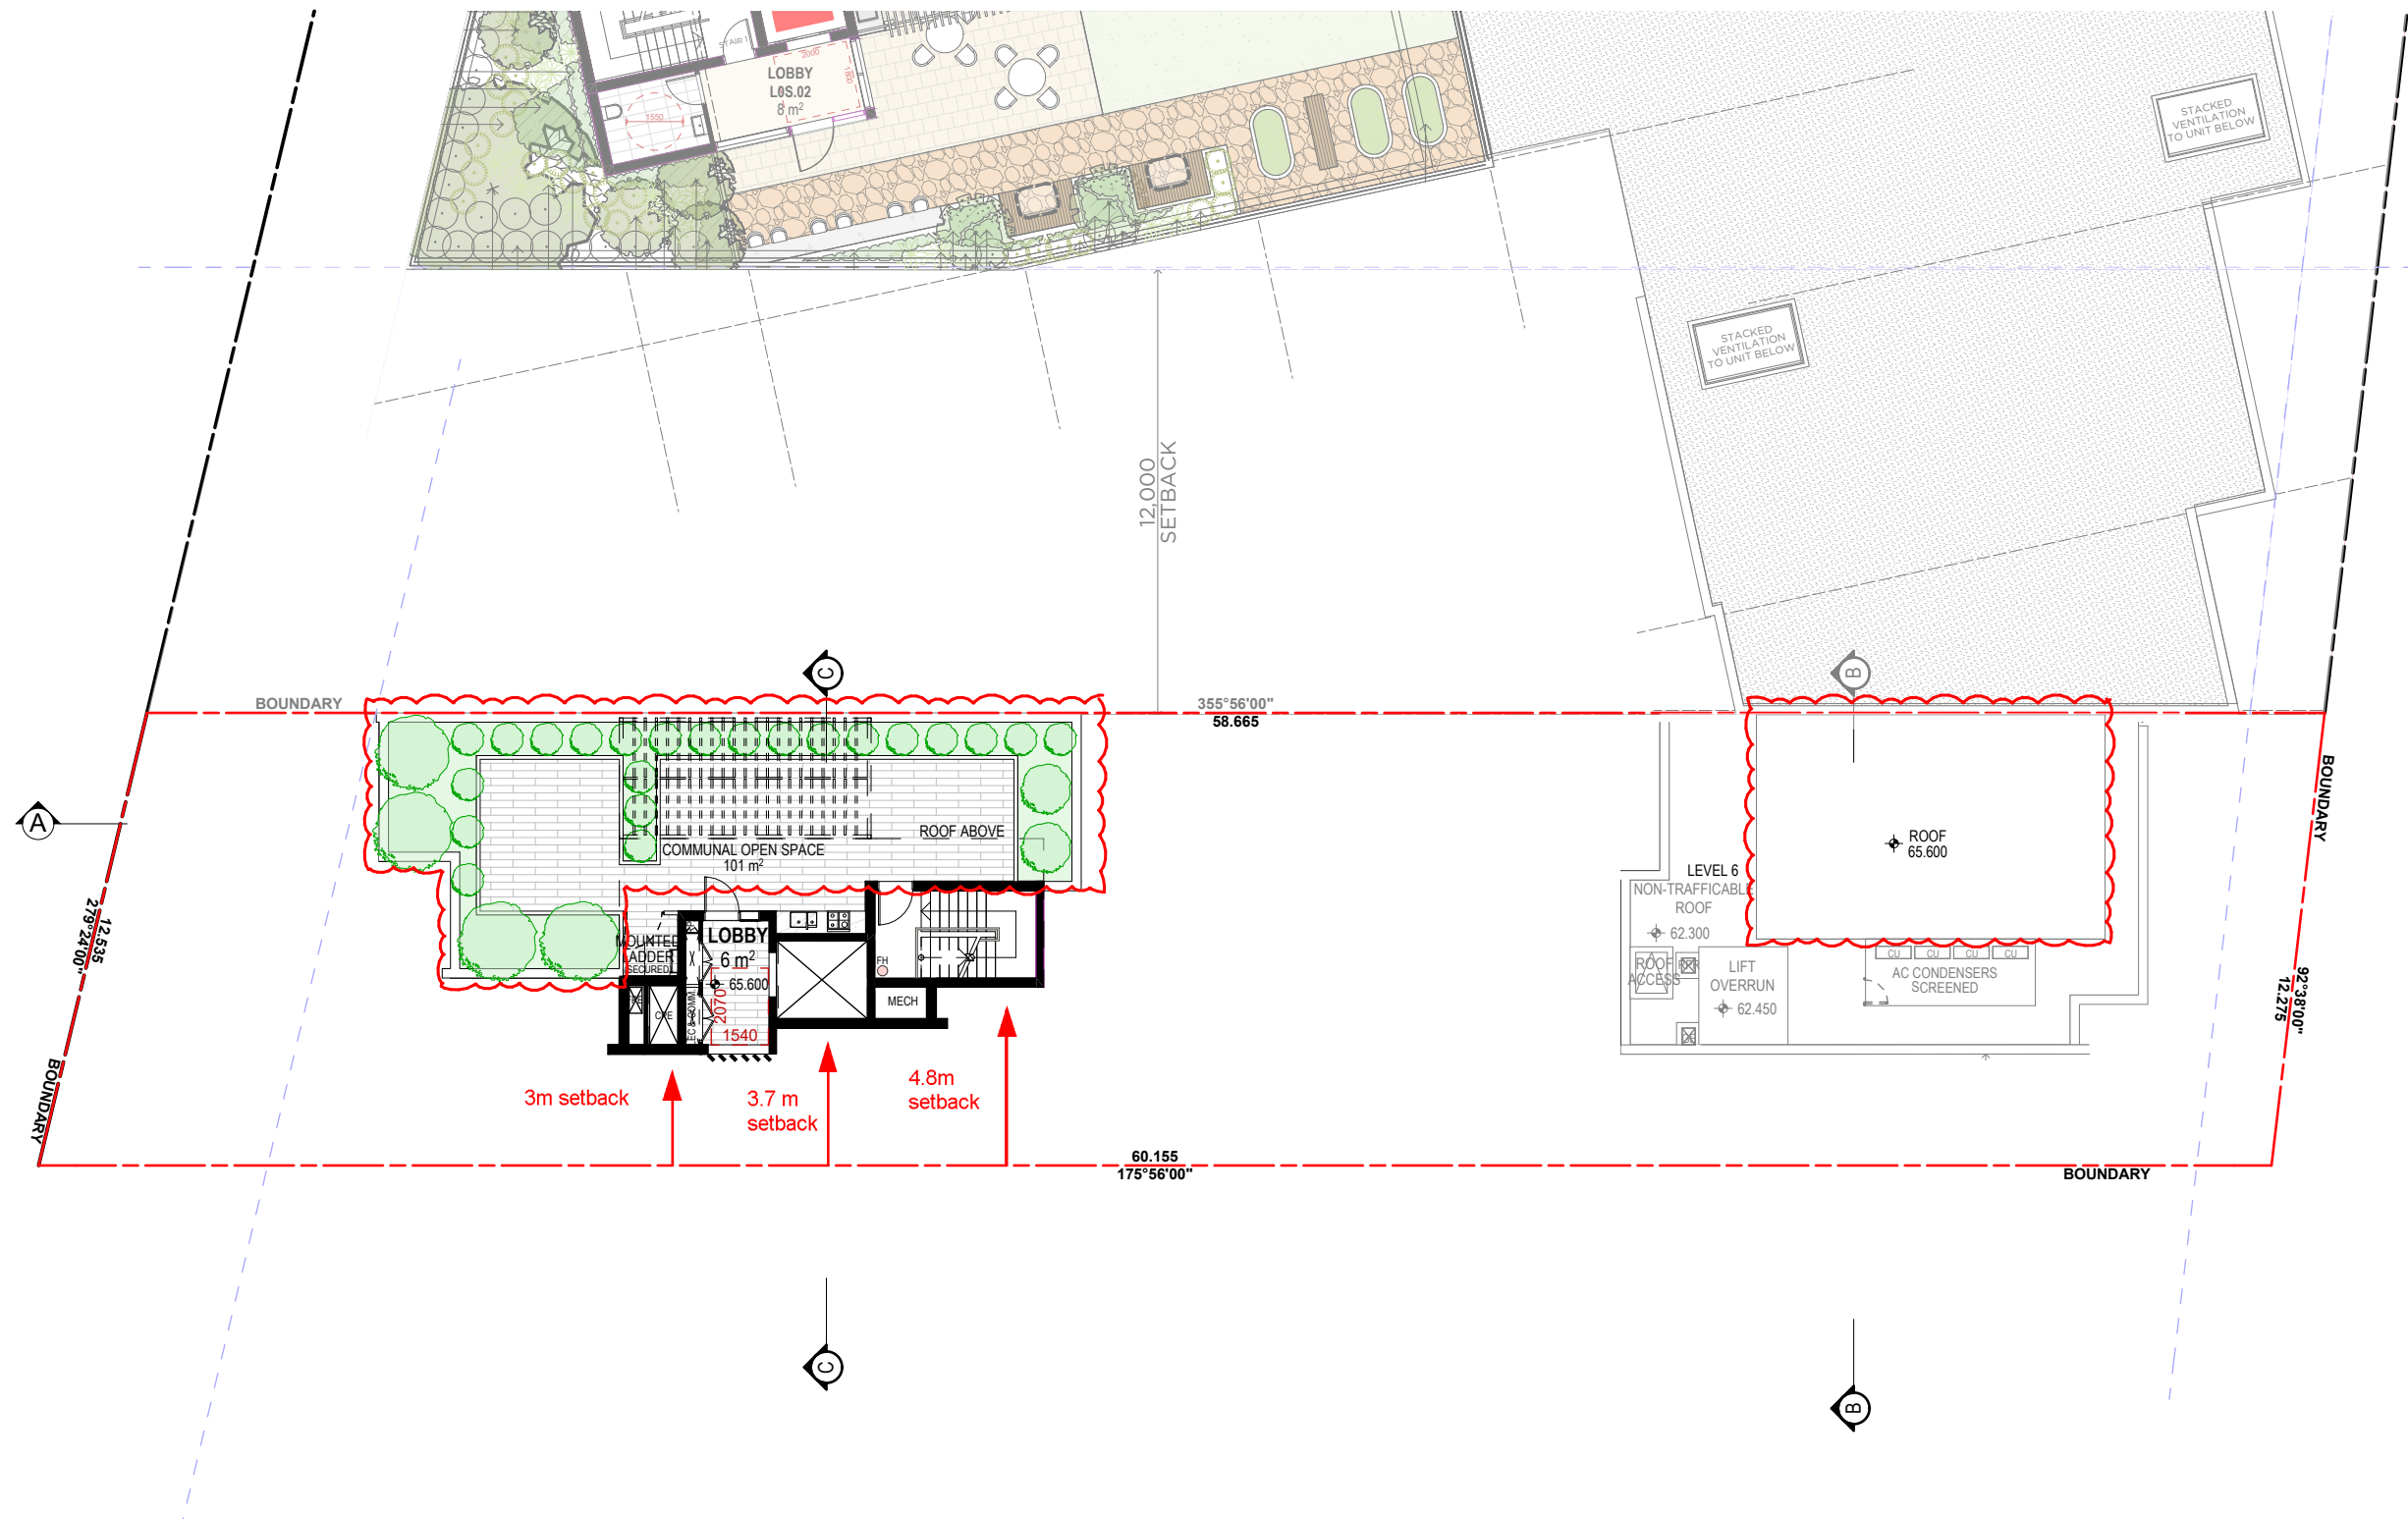 STAIR 1
2000
1800
LOBBY
L0S.02
8 m²
1550
STACKED
VENTILATION
TO UNIT BELOW
STACKED
VENTILATION
TO UNIT BELOW
12,000
SETBACK
C
B
BOUNDARY
355°56'00"
58.665
BOUNDARY
A
ROOF ABOVE
COMMUNAL OPEN SPACE
101 m²
ROOF
65.600
LEVEL 6
NON-TRAFFICABLE
ROOF
62.300
MOUNTED
LADDER
(SECURED)
LOBBY
6 m²
65.600
2070
1540
FH
MECH
ROOF
ACCESS
LIFT
OVERRUN
62.450
CU
CU
CU
CU
AC CONDENSERS
SCREENED
12.535
279°24'00"
92°38'00"
12.275
BOUNDARY
3m setback
3.7 m
setback
4.8m
setback
60.155
175°56'00"
BOUNDARY
C
B